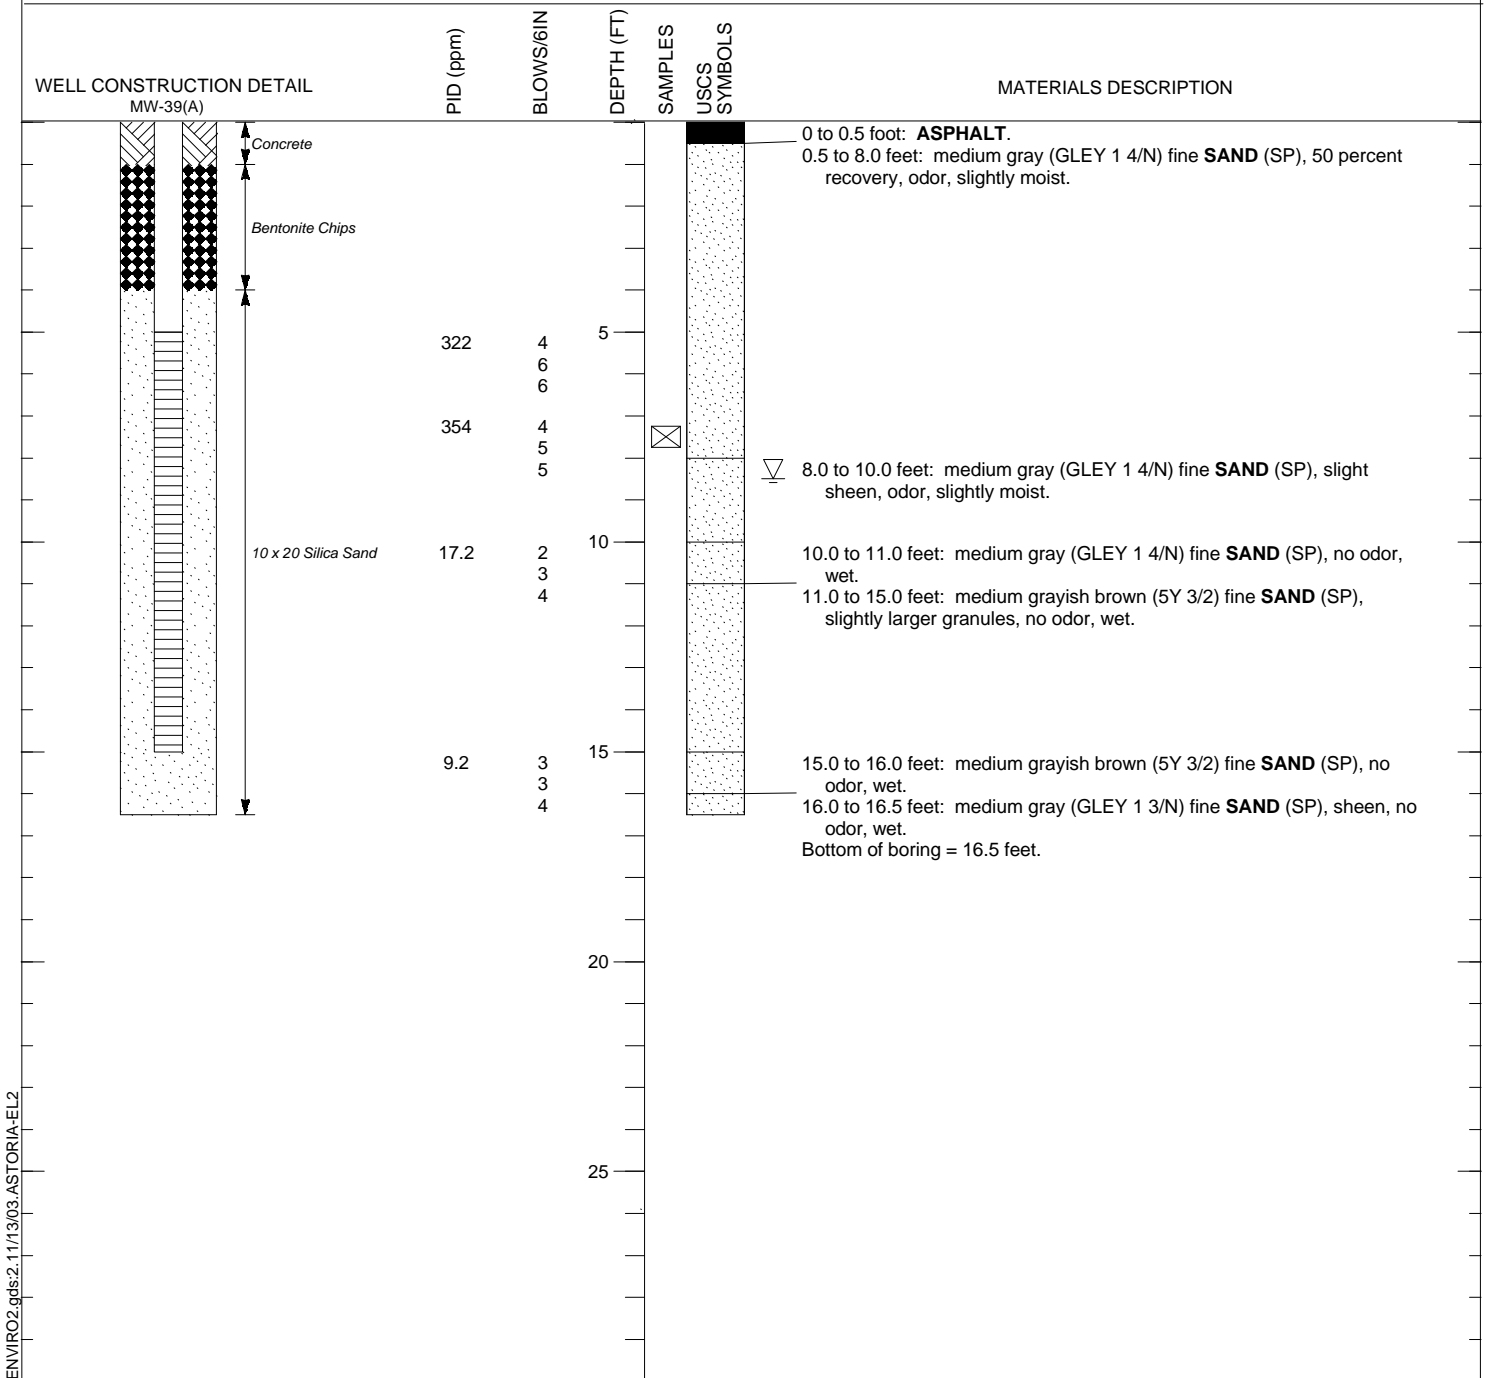 WELL CONSTRUCTION DETAIL
MW-39(A)
PID (ppm)
BLOWS/6IN
DEPTH (FT)
SAMPLES
USCS
SYMBOLS
MATERIALS DESCRIPTION
Concrete
0 to 0.5 foot: ASPHALT.
0.5 to 8.0 feet: medium gray (GLEY 1 4/N) fine SAND (SP), 50 percent
recovery, odor, slightly moist.
Bentonite Chips
5
322 4
6
6
354 4
5
5
8.0 to 10.0 feet: medium gray (GLEY 1 4/N) fine SAND (SP), slight
sheen, odor, slightly moist.
10 x 20 Silica Sand
17.2 2
3
4
10
10.0 to 11.0 feet: medium gray (GLEY 1 4/N) fine SAND (SP), no odor,
wet.
11.0 to 15.0 feet: medium grayish brown (5Y 3/2) fine SAND (SP),
slightly larger granules, no odor, wet.
15
9.2 3
3
4
15.0 to 16.0 feet: medium grayish brown (5Y 3/2) fine SAND (SP), no
odor, wet.
16.0 to 16.5 feet: medium gray (GLEY 1 3/N) fine SAND (SP), sheen, no
odor, wet.
Bottom of boring = 16.5 feet.
20
25
ENVIRO2.gds:2.11/13/03.ASTORIA-EL2